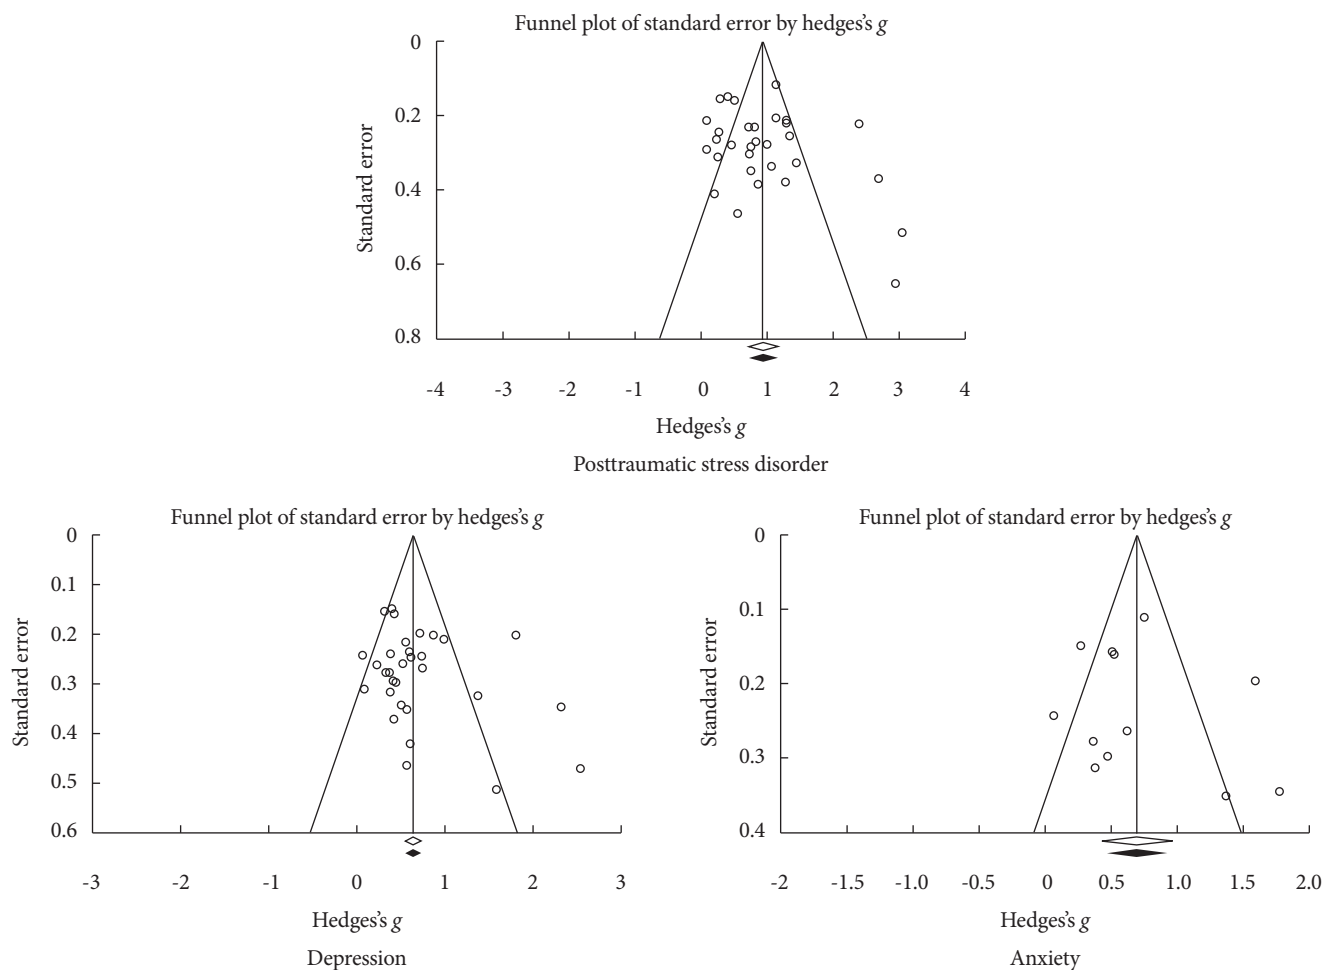 Funnel plot of standard error by hedges's g
Standard error
0
0.2
0.4
0.6
0.8
-4 -3 -2 -1 0 1 2 3 4
Hedges's g
Posttraumatic stress disorder
Funnel plot of standard error by hedges's g
Standard error
0
0.1
0.2
0.3
0.4
0.5
0.6
-3 -2 -1 0 1 2 3
Hedges's g
Depression
Funnel plot of standard error by hedges's g
Standard error
0
0.1
0.2
0.3
0.4
-2 -1.5 -1.0 -0.5 0 0.5 1.0 1.5 2.0
Hedges's g
Anxiety